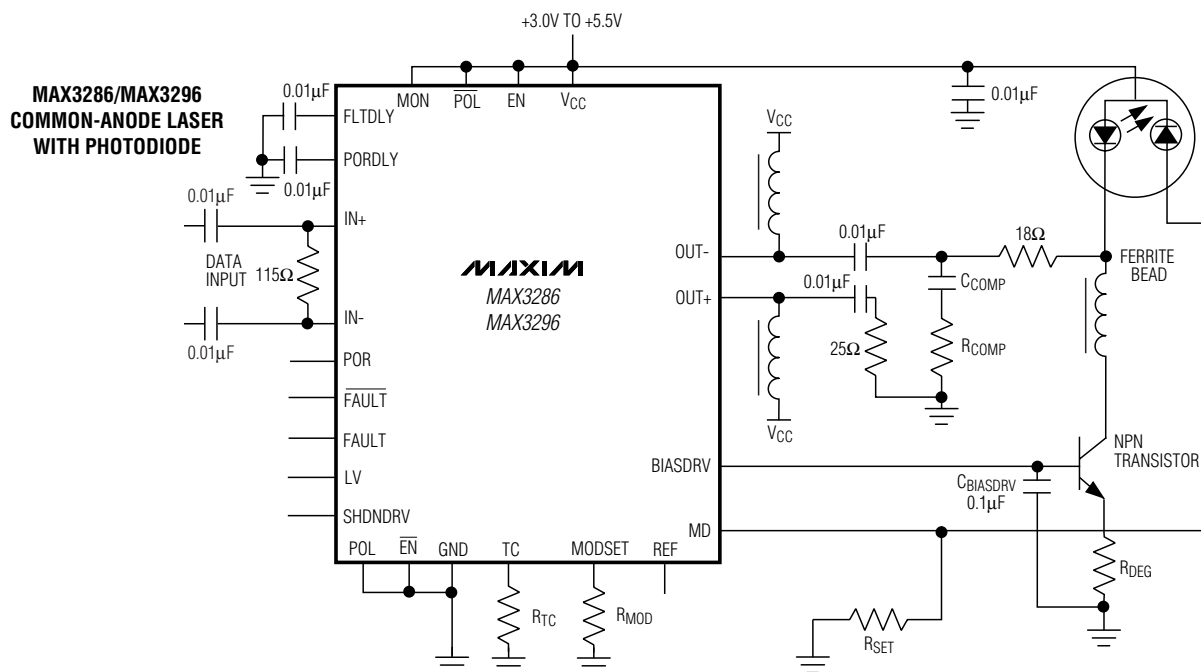 +3.0V TO +5.5V
MAX3286/MAX3296
COMMON-ANODE LASER
WITH PHOTODIODE
0.01µF
MON
POL
EN
VCC
0.01µF
FLTDLY
PORDLY
0.01µF
VCC
0.01µF
IN+
DATA
INPUT
115Ω
IN-
0.01µF
MAXIM
MAX3286
MAX3296
OUT-
0.01µF
18Ω
FERRITE
BEAD
CCOMP
OUT+
0.01µF
25Ω
RCOMP
VCC
POR
FAULT
FAULT
LV
SHDNDRV
BIASDRV
NPN
TRANSISTOR
CBIASDRV
0.1µF
MD
POL
EN
GND
TC
MODSET
REF
RDEG
RTC
RMOD
RSET